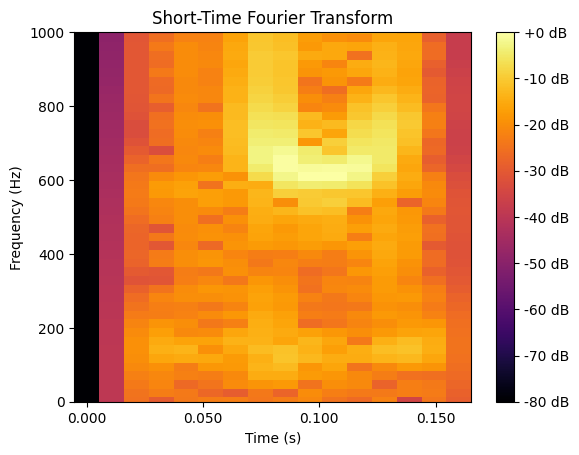 Short-Time Fourier Transform
Frequency (Hz)
1000
800
600
400
200
0
0.000
0.050
0.100
0.150
Time (s)
+0 dB
-10 dB
-20 dB
-30 dB
-40 dB
-50 dB
-60 dB
-70 dB
-80 dB